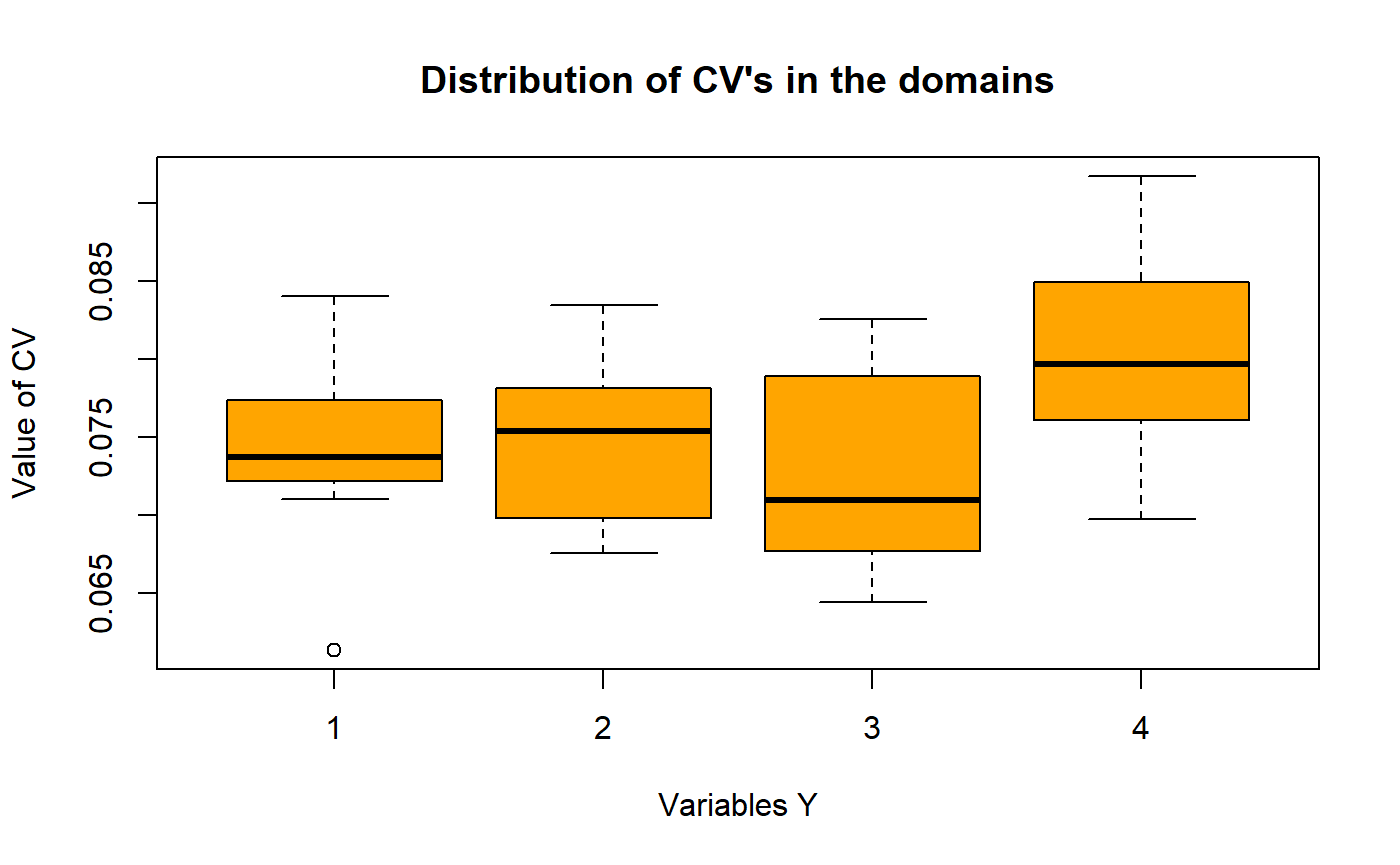 Distribution of CV's in the domains
Value of CV
0.085
0.075
0.065
1 2 3 4
Variables Y